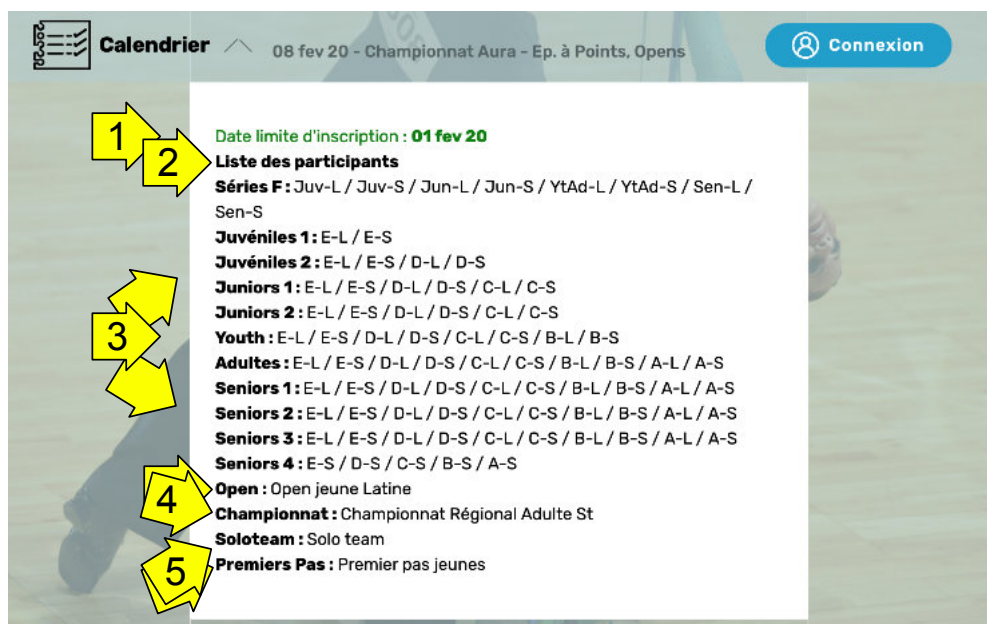 Calendrier
08 fev 20 - Championnat Aura - Ep. à Points, Opens
Connexion
1
2
3
4
5
Date limite d'inscription : 01 fev 20
Liste des participants
Séries F : Juv-L / Juv-S / Jun-L / Jun-S / YtAd-L / YtAd-S / Sen-L /
Sen-S
Juvéniles 1 : E-L / E-S
Juvéniles 2 : E-L / E-S / D-L / D-S
Juniors 1 : E-L / E-S / D-L / D-S / C-L / C-S
Juniors 2 : E-L / E-S / D-L / D-S / C-L / C-S
Youth : E-L / E-S / D-L / D-S / C-L / C-S / B-L / B-S
Adultes : E-L / E-S / D-L / D-S / C-L / C-S / B-L / B-S / A-L / A-S
Seniors 1 : E-L / E-S / D-L / D-S / C-L / C-S / B-L / B-S / A-L / A-S
Seniors 2 : E-L / E-S / D-L / D-S / C-L / C-S / B-L / B-S / A-L / A-S
Seniors 3 : E-L / E-S / D-L / D-S / C-L / C-S / B-L / B-S / A-L / A-S
Seniors 4 : E-S / D-S / C-S / B-S / A-S
Open : Open jeune Latine
Championnat : Championnat Régional Adulte St
Soloteam : Solo team
Premiers Pas : Premier pas jeunes